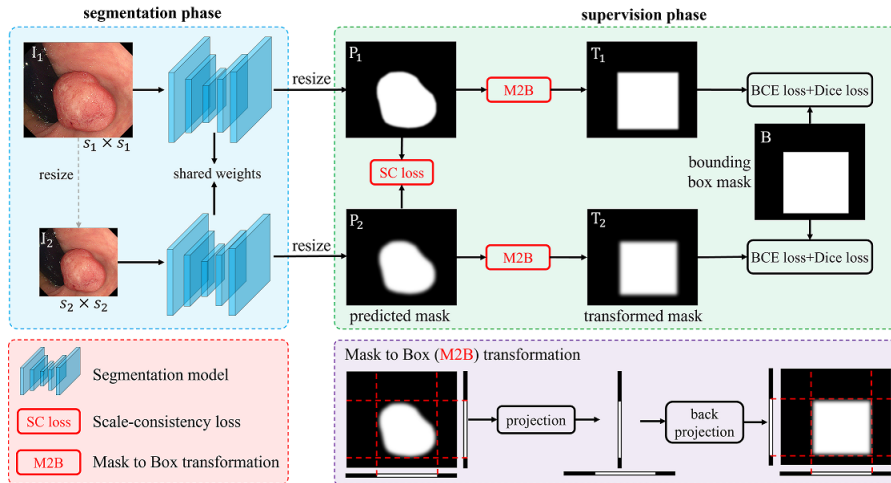 segmentation phase
supervision phase
I₁
s₁ × s₁
resize
shared weights
I₂
s₂ × s₂
resize
resize
P₁
M2B
T₁
BCE loss+Dice loss
SC loss
bounding
box mask
B
P₂
M2B
T₂
BCE loss+Dice loss
predicted mask
transformed mask
Segmentation model
SC loss
Scale-consistency loss
M2B
Mask to Box transformation
Mask to Box (M2B) transformation
projection
back
projection